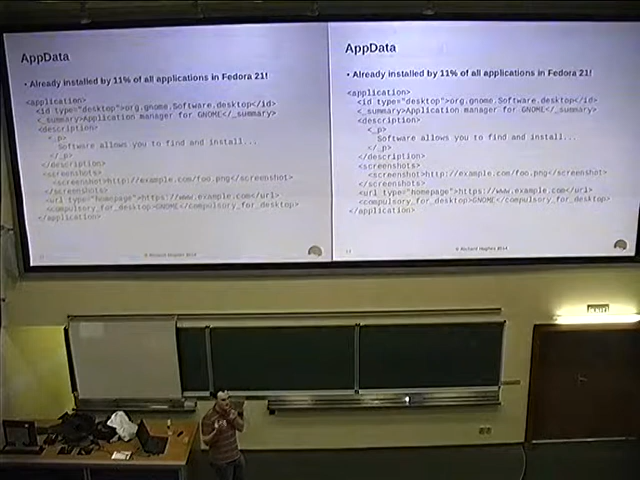 AppData
• Already installed by 11% of all applications in Fedora 21!
<application>
<id type="desktop">org.gnome.Software.desktop</id>
<_summary>Application manager for GNOME</_summary>
<description>
<_p>
Software allows you to find and install...
</_p>
</description>
<screenshots>
<screenshot>http://example.com/foo.png</screenshot>
</screenshots>
<url type="homepage">https://www.example.com</url>
<compulsory_for_desktop>GNOME</compulsory_for_desktop>
</application>
© Richard Hughes 2014
AppData
• Already installed by 11% of all applications in Fedora 21!
<application>
<id type="desktop">org.gnome.Software.desktop</id>
<_summary>Application manager for GNOME</_summary>
<description>
<_p>
Software allows you to find and install...
</_p>
</description>
<screenshots>
<screenshot>http://example.com/foo.png</screenshot>
</screenshots>
<url type="homepage">https://www.example.com</url>
<compulsory_for_desktop>GNOME</compulsory_for_desktop>
</application>
© Richard Hughes 2014